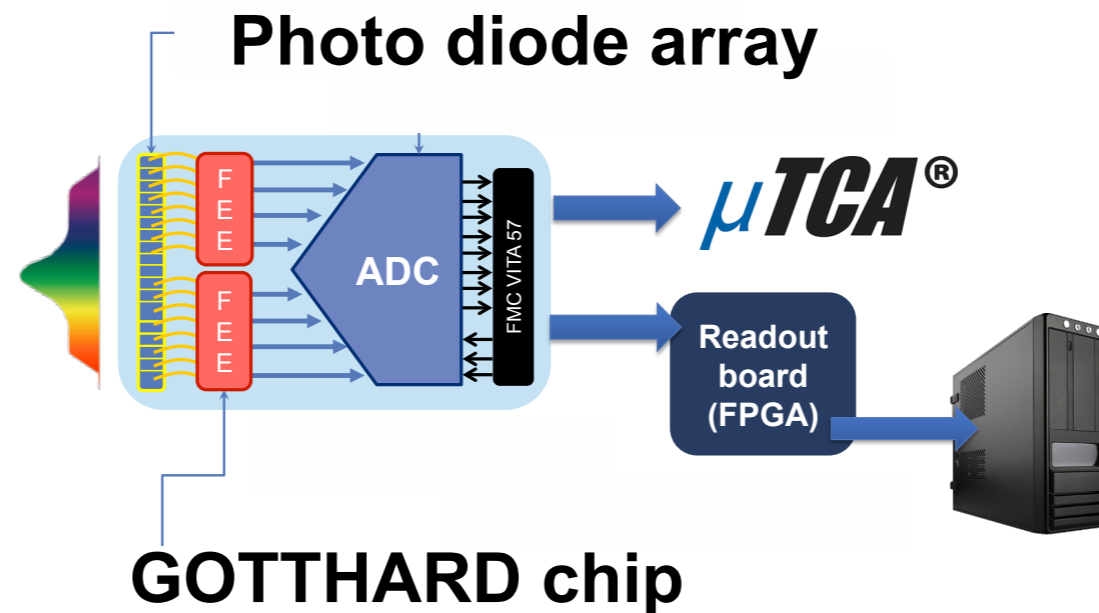 Photo diode array
F
E
E
F
E
E
ADC
FMC VITA 57
µTCA®
Readout
board
(FPGA)
GOTTHARD chip